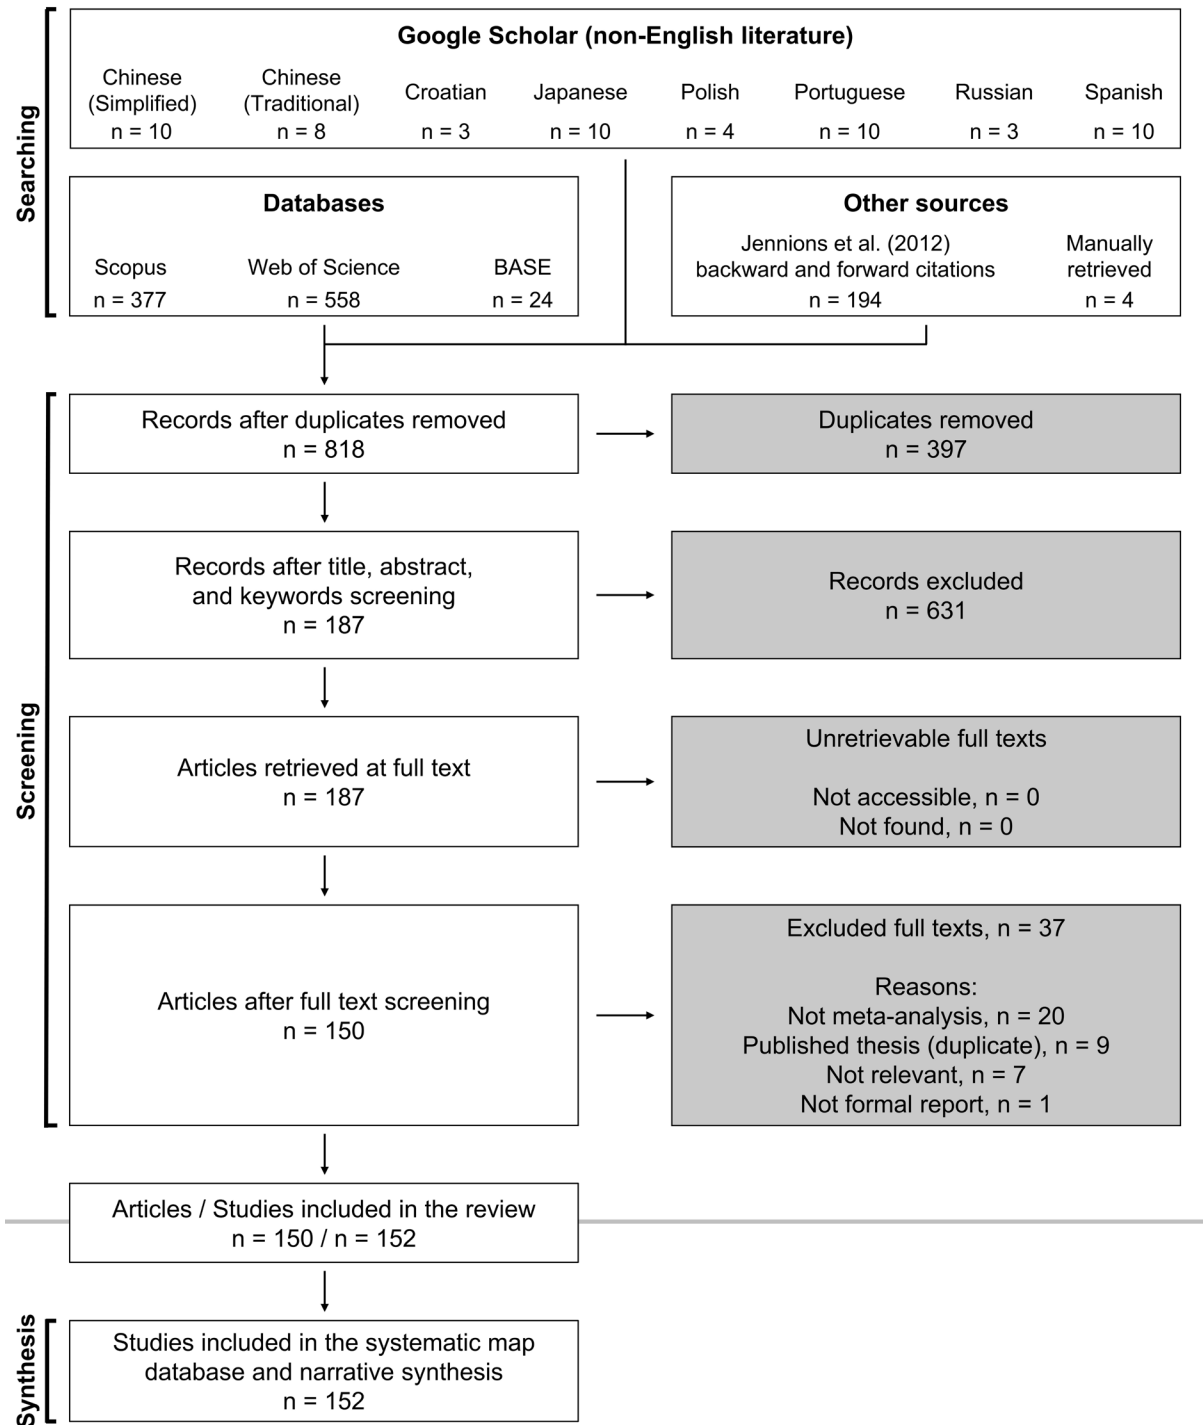 Searching
Google Scholar (non-English literature)
Chinese
(Simplified)
n = 10
Chinese
(Traditional)
n = 8
Croatian
n = 3
Japanese
n = 10
Polish
n = 4
Portuguese
n = 10
Russian
n = 3
Spanish
n = 10
Databases
Scopus
n = 377
Web of Science
n = 558
BASE
n = 24
Other sources
Jennions et al. (2012)
backward and forward citations
n = 194
Manually
retrieved
n = 4
Screening
Records after duplicates removed
n = 818
Duplicates removed
n = 397
Records after title, abstract,
and keywords screening
n = 187
Records excluded
n = 631
Articles retrieved at full text
n = 187
Unretrievable full texts
Not accessible, n = 0
Not found, n = 0
Articles after full text screening
n = 150
Excluded full texts, n = 37
Reasons:
Not meta-analysis, n = 20
Published thesis (duplicate), n = 9
Not relevant, n = 7
Not formal report, n = 1
Articles / Studies included in the review
n = 150 / n = 152
Synthesis
Studies included in the systematic map
database and narrative synthesis
n = 152